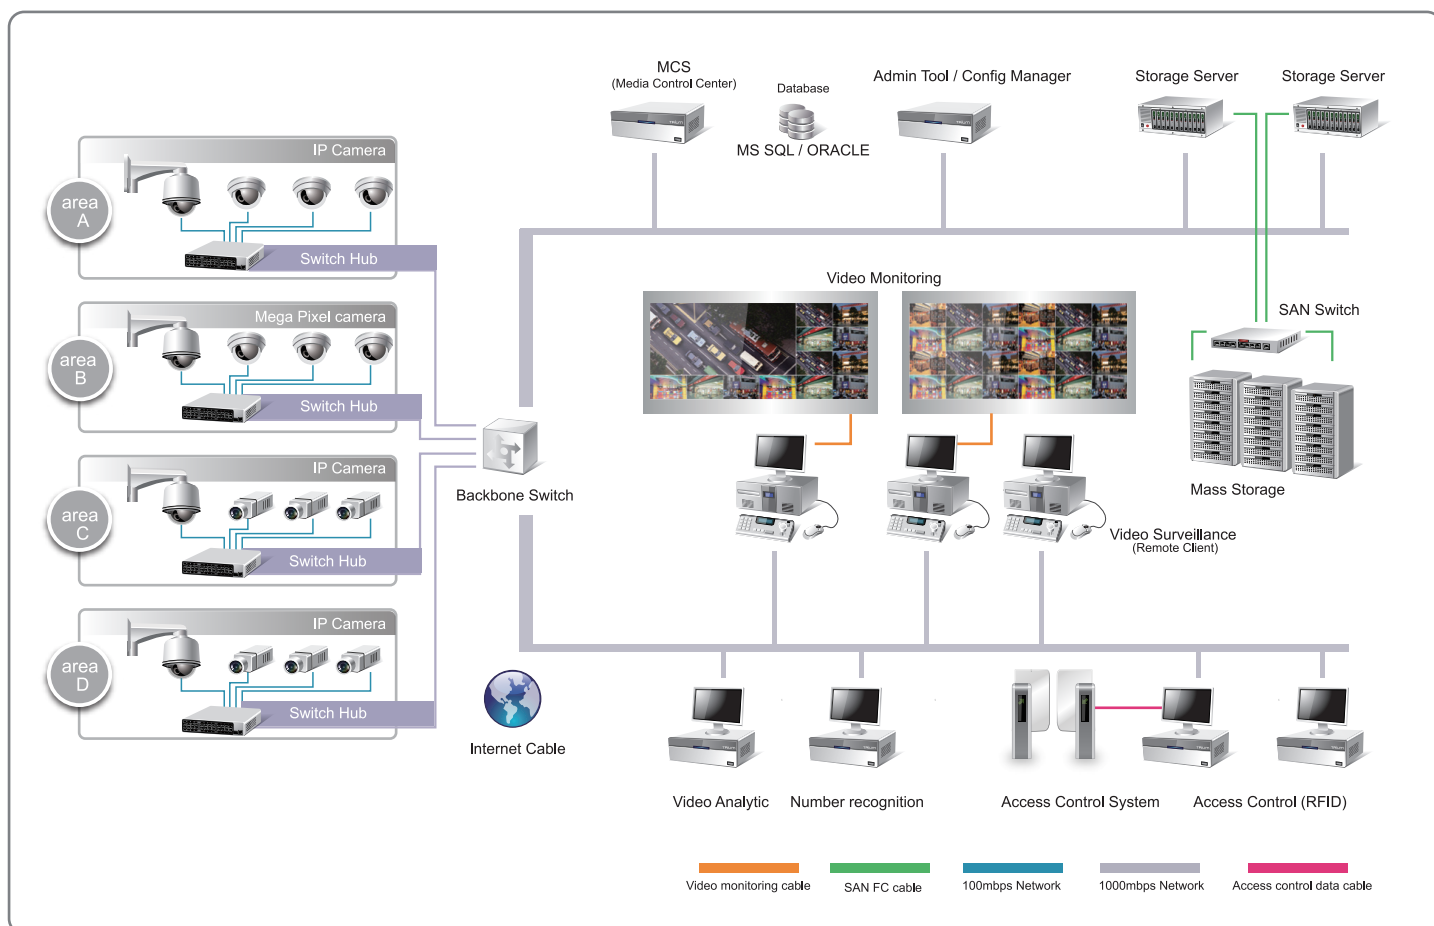 MCS
(Media Control Center)
Database
MS SQL / ORACLE
Admin Tool / Config Manager
Storage Server
Storage Server
IP Camera
area
A
Switch Hub
Mega Pixel camera
area
B
Switch Hub
IP Camera
area
C
Switch Hub
IP Camera
area
D
Switch Hub
Backbone Switch
Internet Cable
Video Monitoring
SAN Switch
Mass Storage
Video Surveillance
(Remote Client)
Video Analytic
Number recognition
Access Control System
Access Control (RFID)
Video monitoring cable
SAN FC cable
100mbps Network
1000mbps Network
Access control data cable